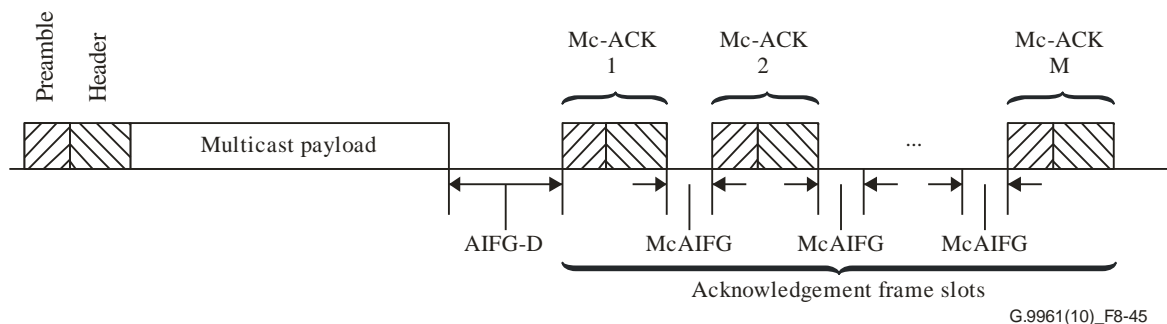 Preamble
Header
Mc-ACK
1
Mc-ACK
2
Mc-ACK
M
Multicast payload
...
AIFG-D
McAIFG
McAIFG
McAIFG
Acknowledgement frame slots
G.9961(10)_F8-45